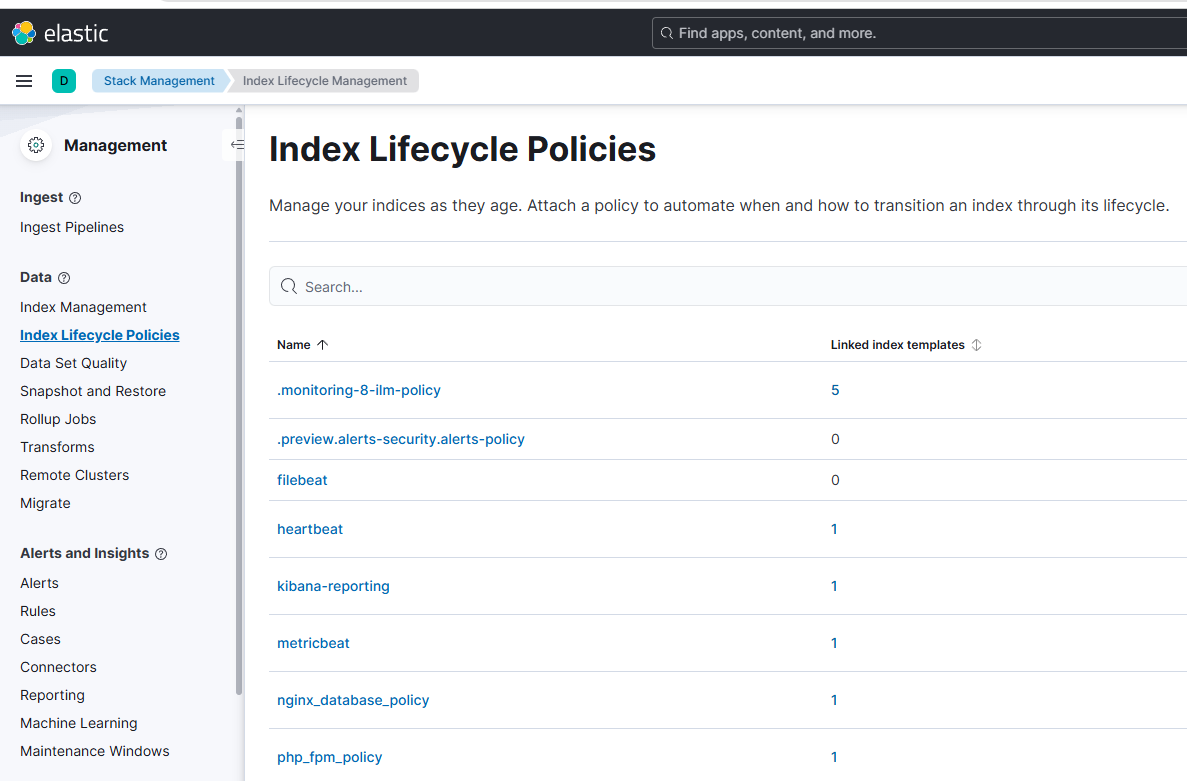 elastic
Find apps, content, and more.
D
Stack Management
Index Lifecycle Management
Management
Ingest
Ingest Pipelines
Data
Index Management
Index Lifecycle Policies
Data Set Quality
Snapshot and Restore
Rollup Jobs
Transforms
Remote Clusters
Migrate
Alerts and Insights
Alerts
Rules
Cases
Connectors
Reporting
Machine Learning
Maintenance Windows
Index Lifecycle Policies
Manage your indices as they age. Attach a policy to automate when and how to transition an index through its lifecycle.
Search...
Name Linked index templates
.monitoring-8-ilm-policy 5
.preview.alerts-security.alerts-policy 0
filebeat 0
heartbeat 1
kibana-reporting 1
metricbeat 1
nginx_database_policy 1
php_fpm_policy 1